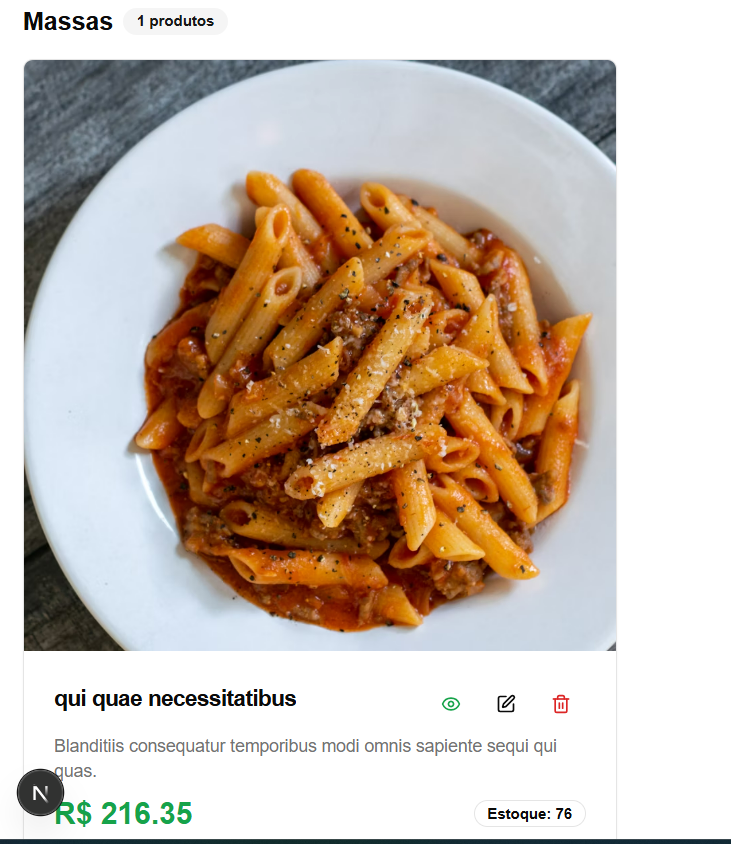 Massas 1 produtos
qui quae necessitatibus
Blanditiis consequatur temporibus modi omnis sapiente sequi qui
quas.
N
R$ 216.35 Estoque: 76